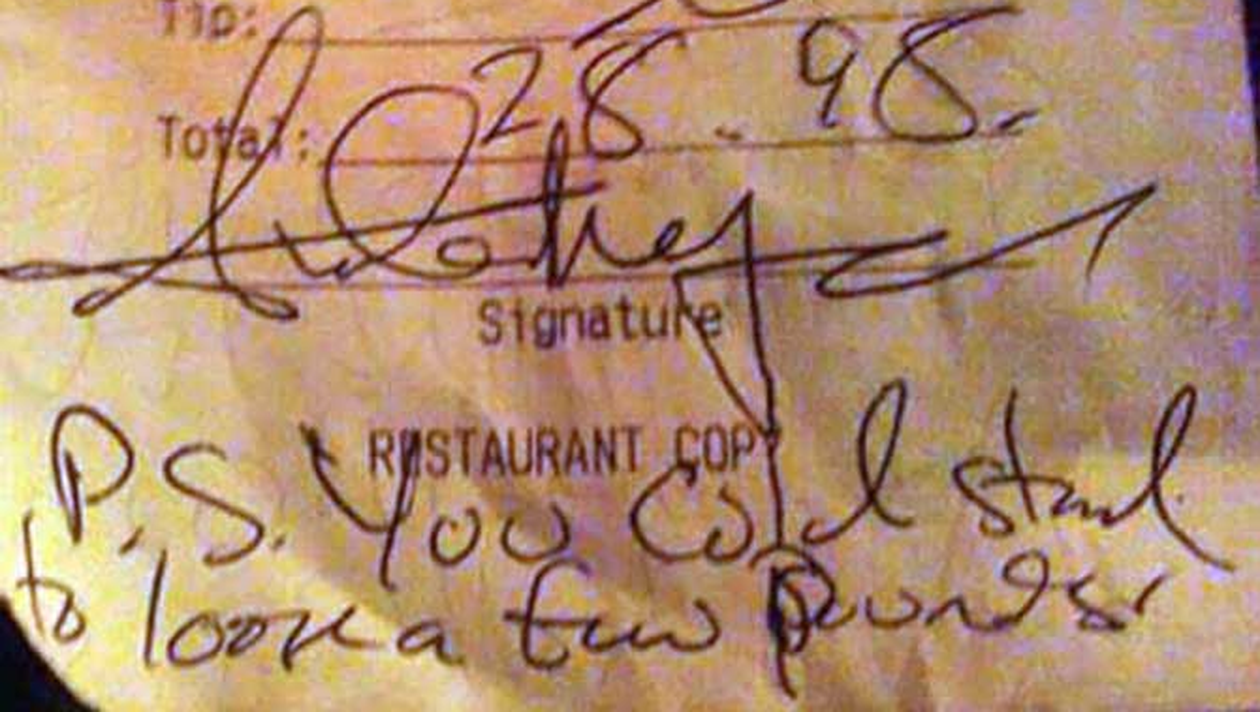 Tip:
Total: 28.98
Signature
RESTAURANT COPY
P.S. You could stand
to loose a few pounds